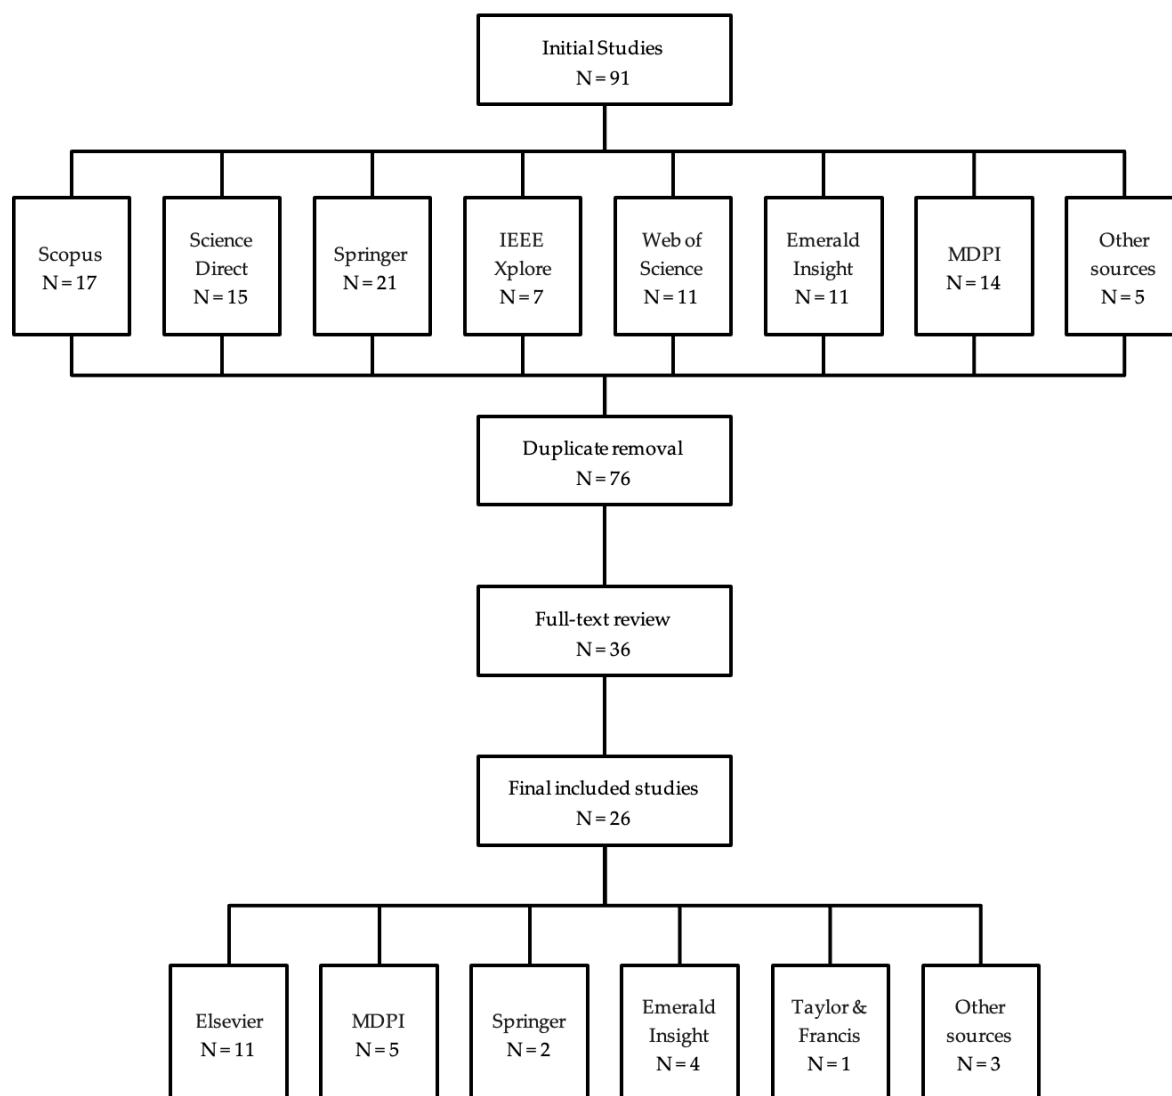 Initial Studies
N = 91
Scopus
N = 17
Science
Direct
N = 15
Springer
N = 21
IEEE
Xplore
N = 7
Web of
Science
N = 11
Emerald
Insight
N = 11
MDPI
N = 14
Other
sources
N = 5
Duplicate removal
N = 76
Full-text review
N = 36
Final included studies
N = 26
Elsevier
N = 11
MDPI
N = 5
Springer
N = 2
Emerald
Insight
N = 4
Taylor &
Francis
N = 1
Other
sources
N = 3